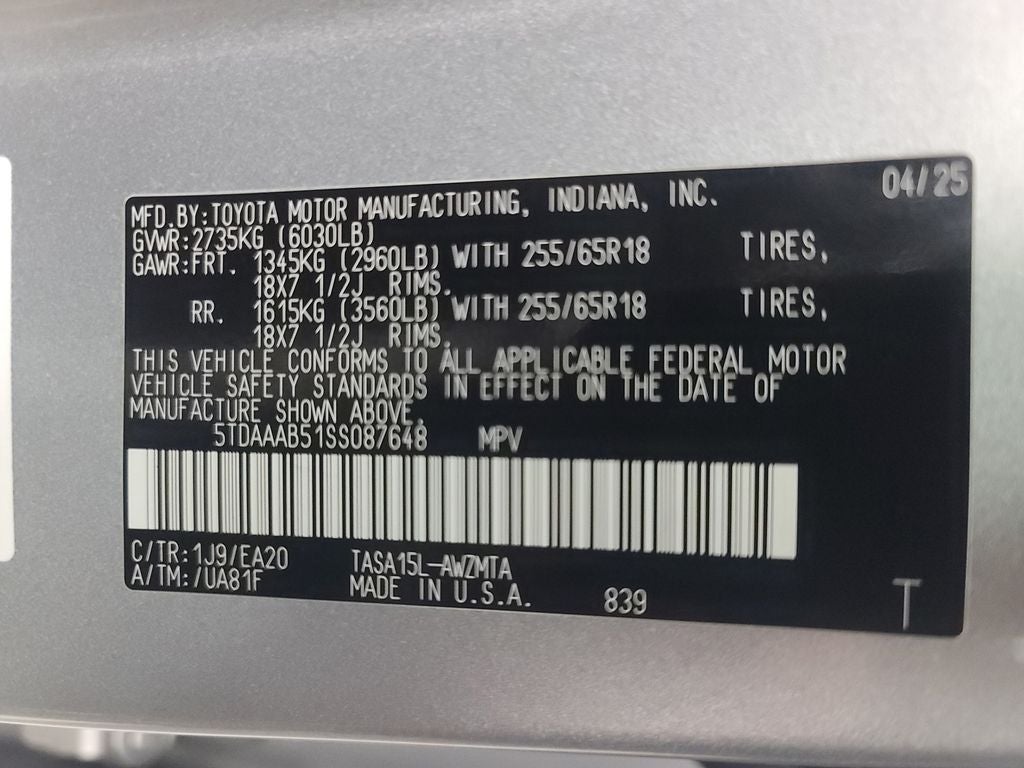 04/25
MFD.BY:TOYOTA MOTOR MANUFACTURING, INDIANA, INC.
GVWR:2735KG (6030LB)
GAWR:FRT. 1345KG (2960LB) WITH 255/65R18 TIRES,
18X7 1/2J RIMS.
RR. 1615KG (3560LB) WITH 255/65R18 TIRES,
18X7 1/2J RIMS.
THIS VEHICLE CONFORMS TO ALL APPLICABLE FEDERAL MOTOR
VEHICLE SAFETY STANDARDS IN EFFECT ON THE DATE OF
MANUFACTURE SHOWN ABOVE.
5TDAAAB51SS087648 MPV
C/TR:1J9/EA20 TASA15L-AWZMTA
A/TM:/UA81F MADE IN U.S.A. 839
T